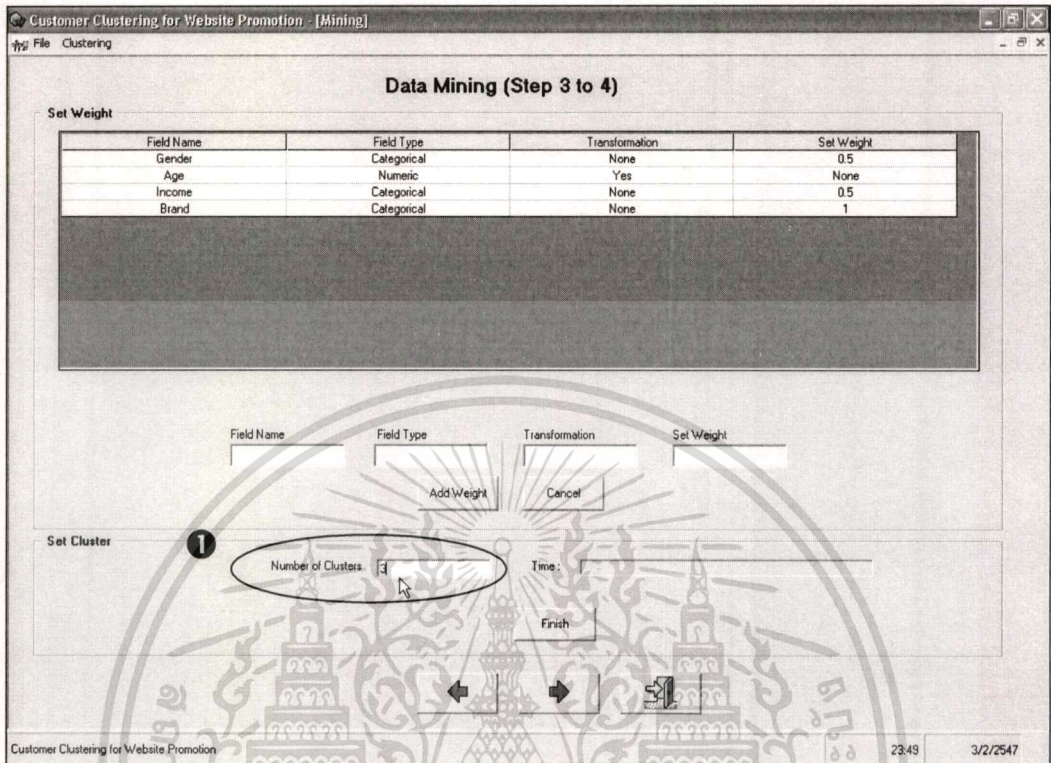 Customer Clustering for Website Promotion - [Mining]
File Clustering
Data Mining (Step 3 to 4)
Set Weight
Field Name Field Type Transformation Set Weight
Gender Categorical None 0.5
Age Numeric Yes None
Income Categorical None 0.5
Brand Categorical None 1
Field Name Field Type Transformation Set Weight
Add Weight Cancel
Set Cluster
1
Number of Clusters 3 Time :
Finish
Customer Clustering for Website Promotion 23:49 3/2/2547